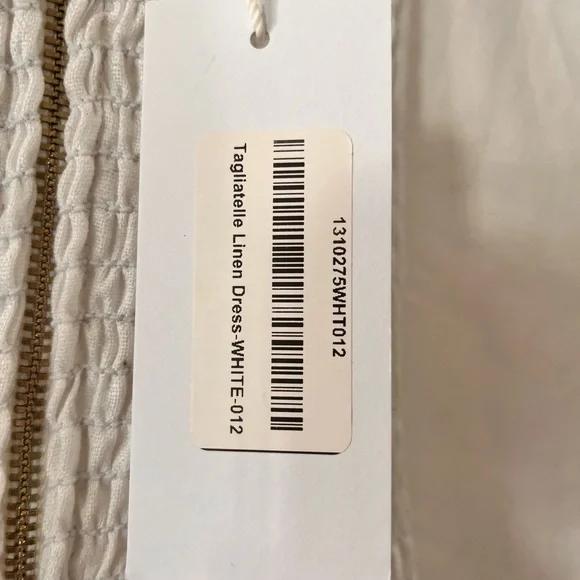 1310275WHT012
Tagliatelle Linen Dress-WHITE-012